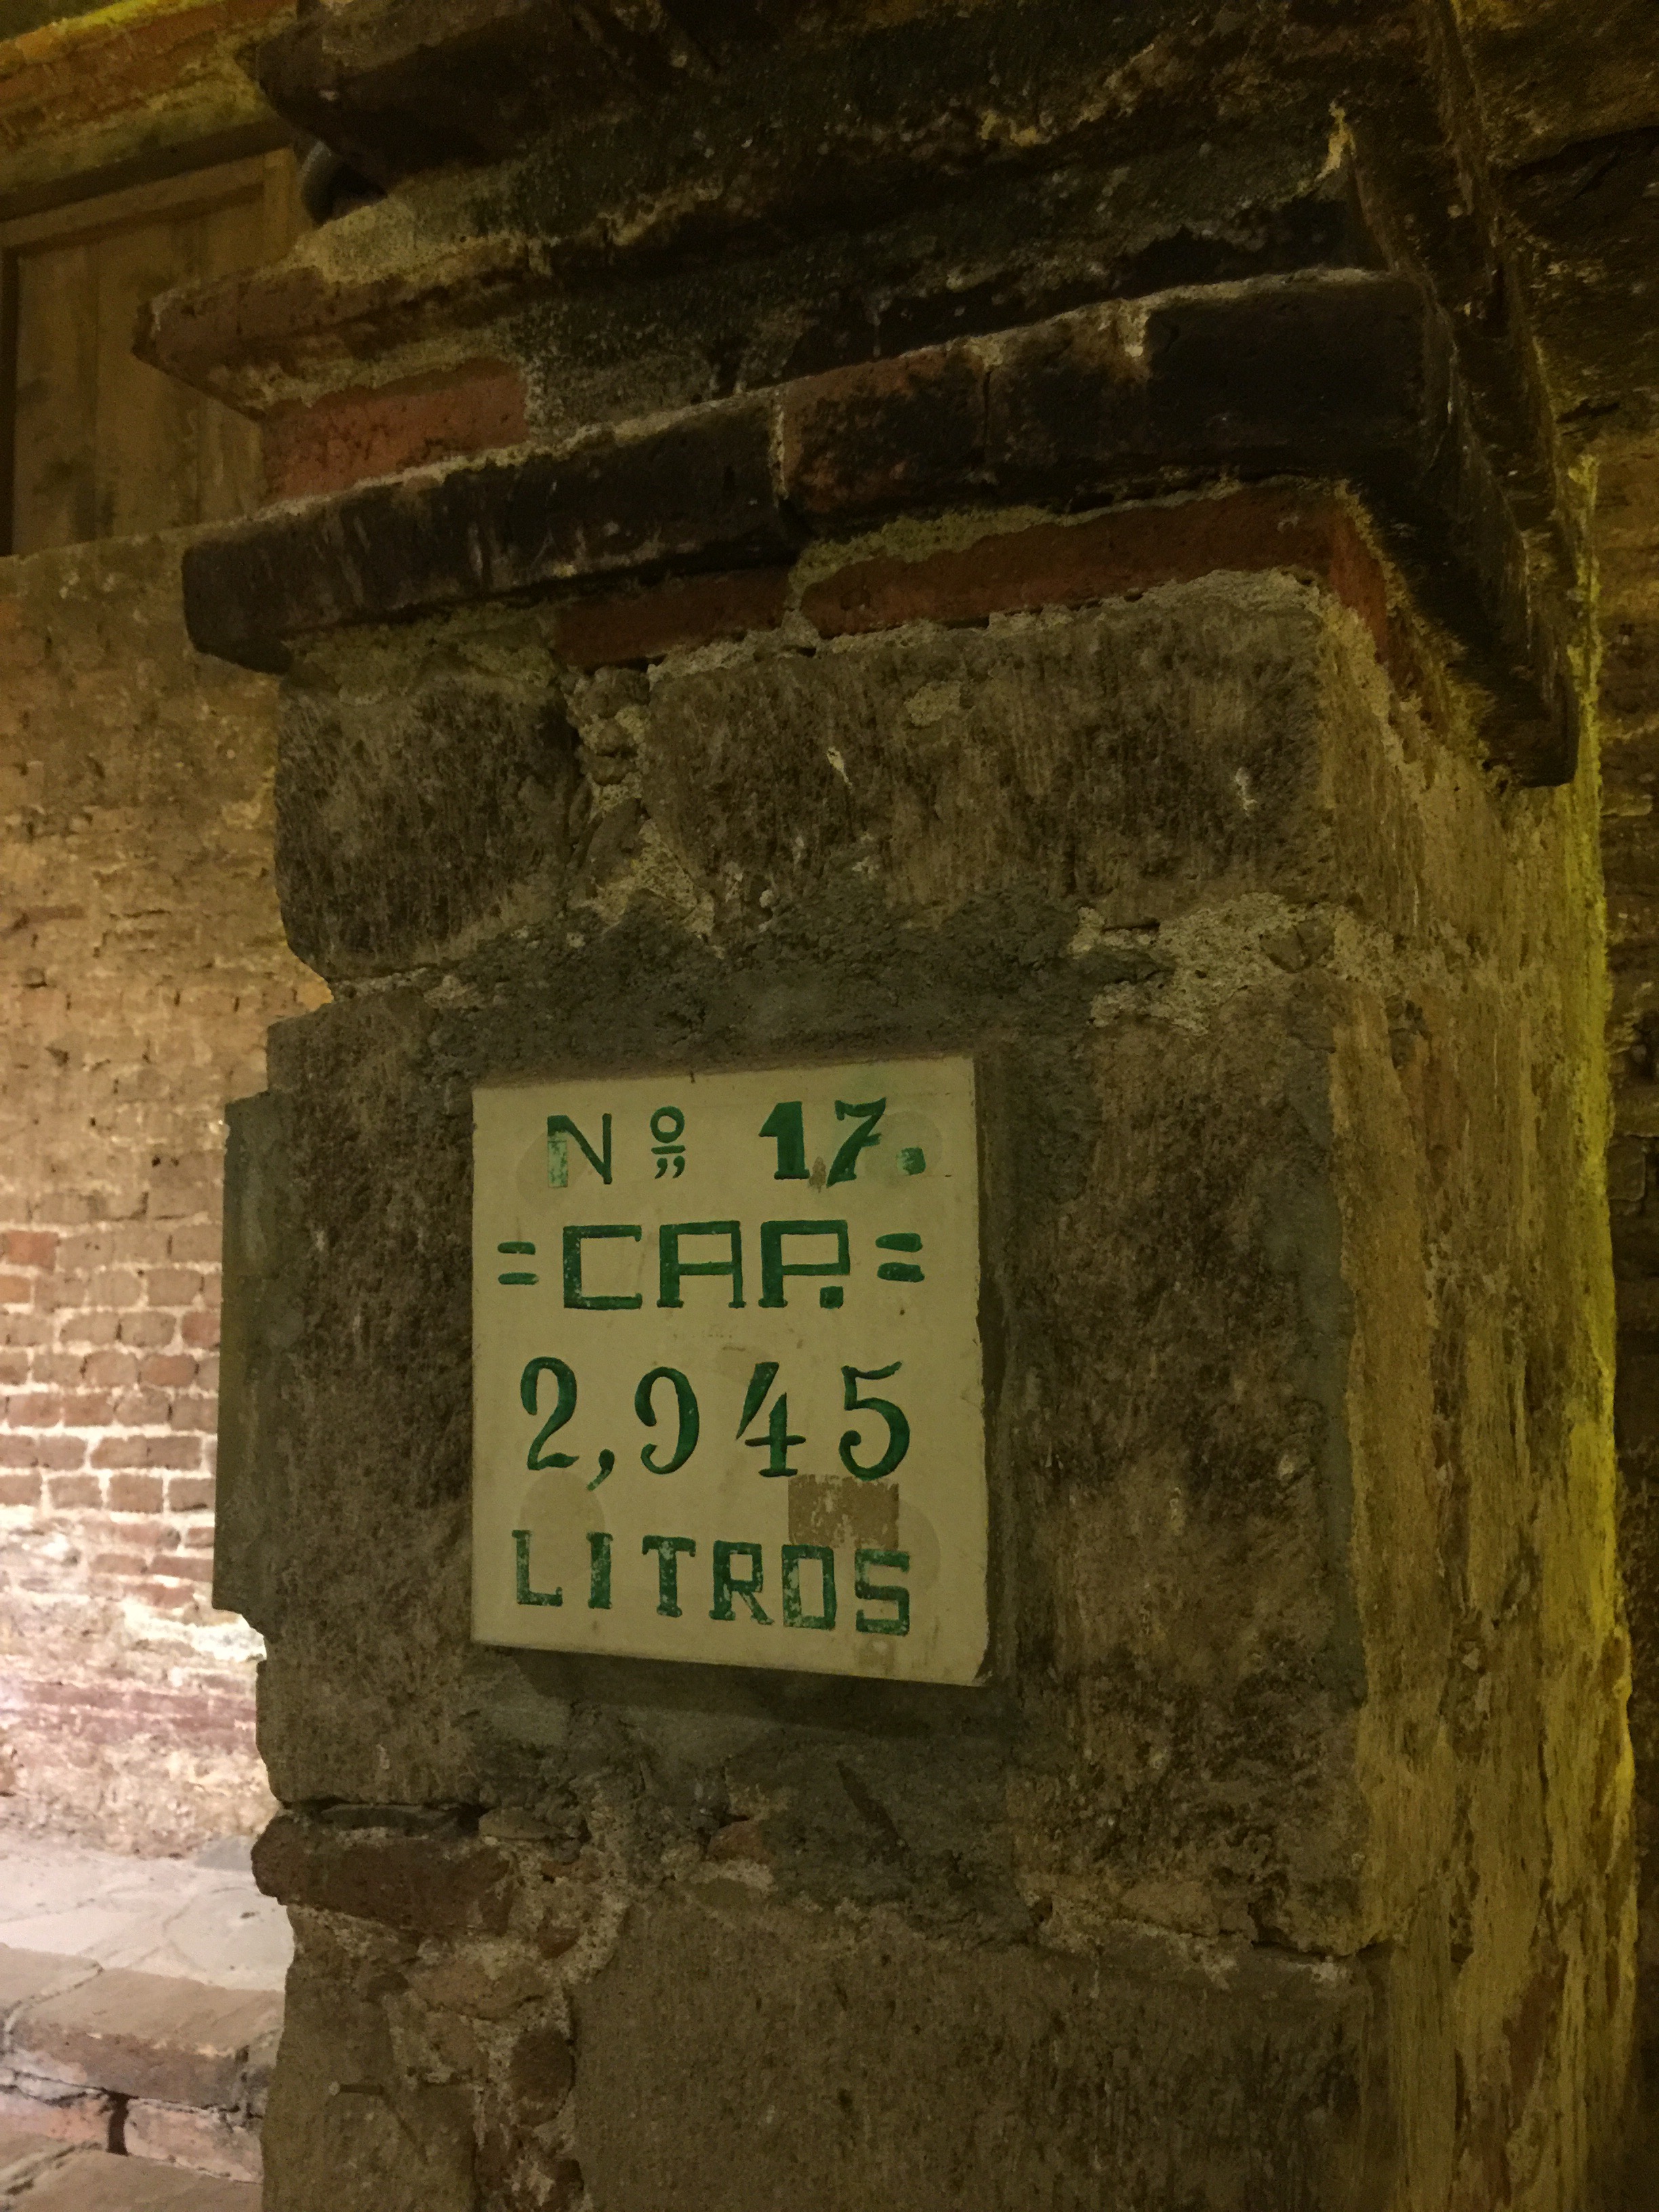 Nº 17.
=CAP.=
2,945
LITROS